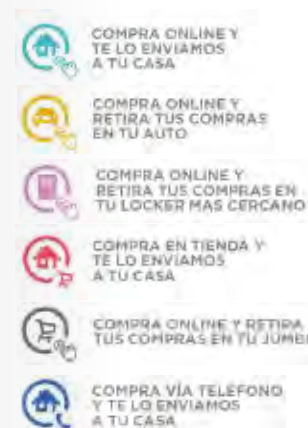 COMPRA ONLINE Y
TE LO ENVIAMOS
A TU CASA
COMPRA ONLINE Y
RETIRA TUS COMPRAS
EN TU AUTO
COMPRA ONLINE Y
RETIRA TUS COMPRAS EN
TU LOCKER MAS CERCANO
COMPRA EN TIENDA Y
TE LO ENVIAMOS
A TU CASA
COMPRA ONLINE Y RETIRA
TUS COMPRAS EN TU
COMPRA VÍA TELEFONO
Y TE LO ENVIAMOS
A TU CASA